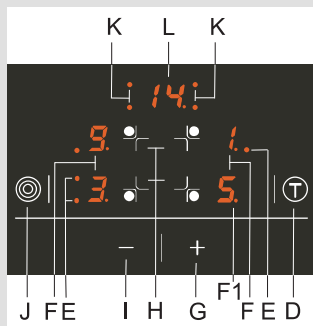 K L K
14.
9. 1.
3. 5.
T
− +
F1
J F E I H G F E D